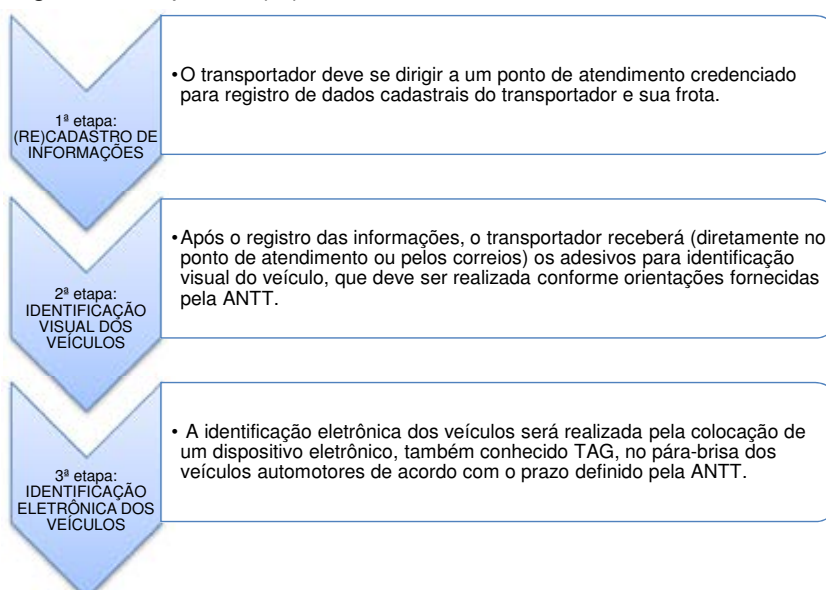 1ª etapa:
(RE)CADASTRO DE
INFORMAÇÕES
•O transportador deve se dirigir a um ponto de atendimento credenciado
para registro de dados cadastrais do transportador e sua frota.
2ª etapa:
IDENTIFICAÇÃO
VISUAL DOS
VEÍCULOS
•Após o registro das informações, o transportador receberá (diretamente no
ponto de atendimento ou pelos correios) os adesivos para identificação
visual do veículo, que deve ser realizada conforme orientações fornecidas
pela ANTT.
3ª etapa:
IDENTIFICAÇÃO
ELETRÔNICA DOS
VEÍCULOS
• A identificação eletrônica dos veículos será realizada pela colocação de
um dispositivo eletrônico, também conhecido TAG, no pára-brisa dos
veículos automotores de acordo com o prazo definido pela ANTT.